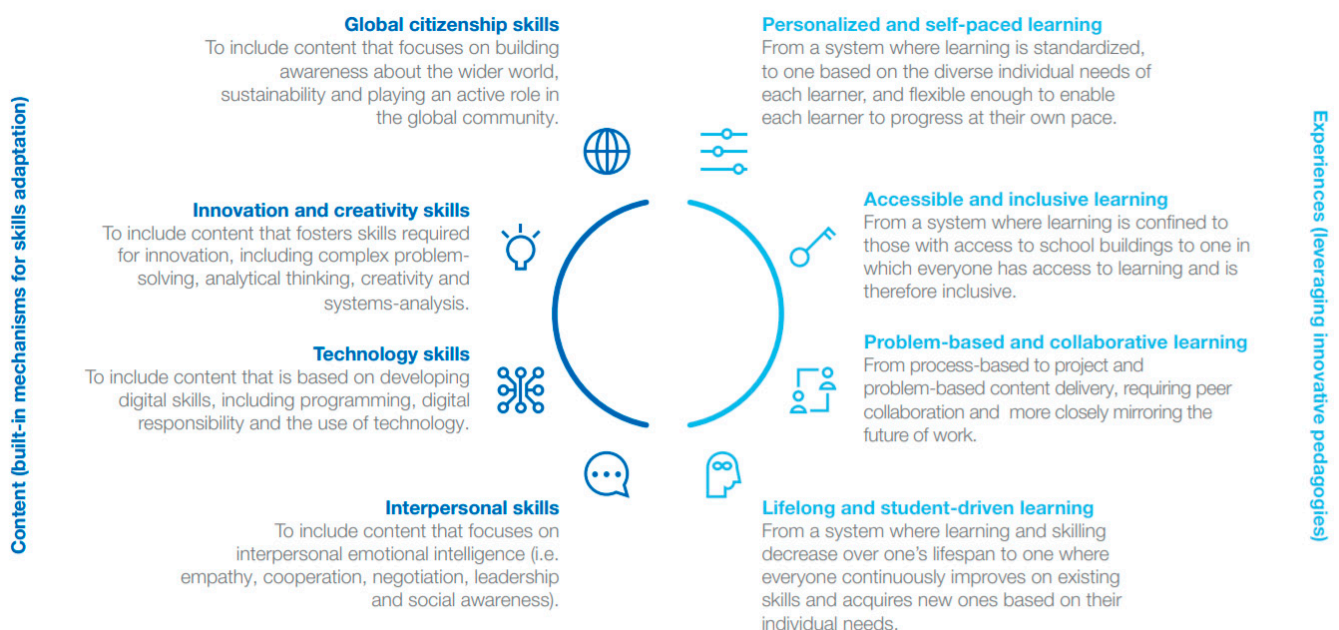 Content (built-in mechanisms for skills adaptation)
Global citizenship skills
To include content that focuses on building
awareness about the wider world,
sustainability and playing an active role in
the global community.
Innovation and creativity skills
To include content that fosters skills required
for innovation, including complex problem-
solving, analytical thinking, creativity and
systems-analysis.
Technology skills
To include content that is based on developing
digital skills, including programming, digital
responsibility and the use of technology.
Interpersonal skills
To include content that focuses on
interpersonal emotional intelligence (i.e.
empathy, cooperation, negotiation, leadership
and social awareness).
Personalized and self-paced learning
From a system where learning is standardized,
to one based on the diverse individual needs of
each learner, and flexible enough to enable
each learner to progress at their own pace.
Accessible and inclusive learning
From a system where learning is confined to
those with access to school buildings to one in
which everyone has access to learning and is
therefore inclusive.
Problem-based and collaborative learning
From process-based to project and
problem-based content delivery, requiring peer
collaboration and more closely mirroring the
future of work.
Lifelong and student-driven learning
From a system where learning and skilling
decrease over one's lifespan to one where
everyone continuously improves on existing
skills and acquires new ones based on their
individual needs.
Experiences (leveraging innovative pedagogies)